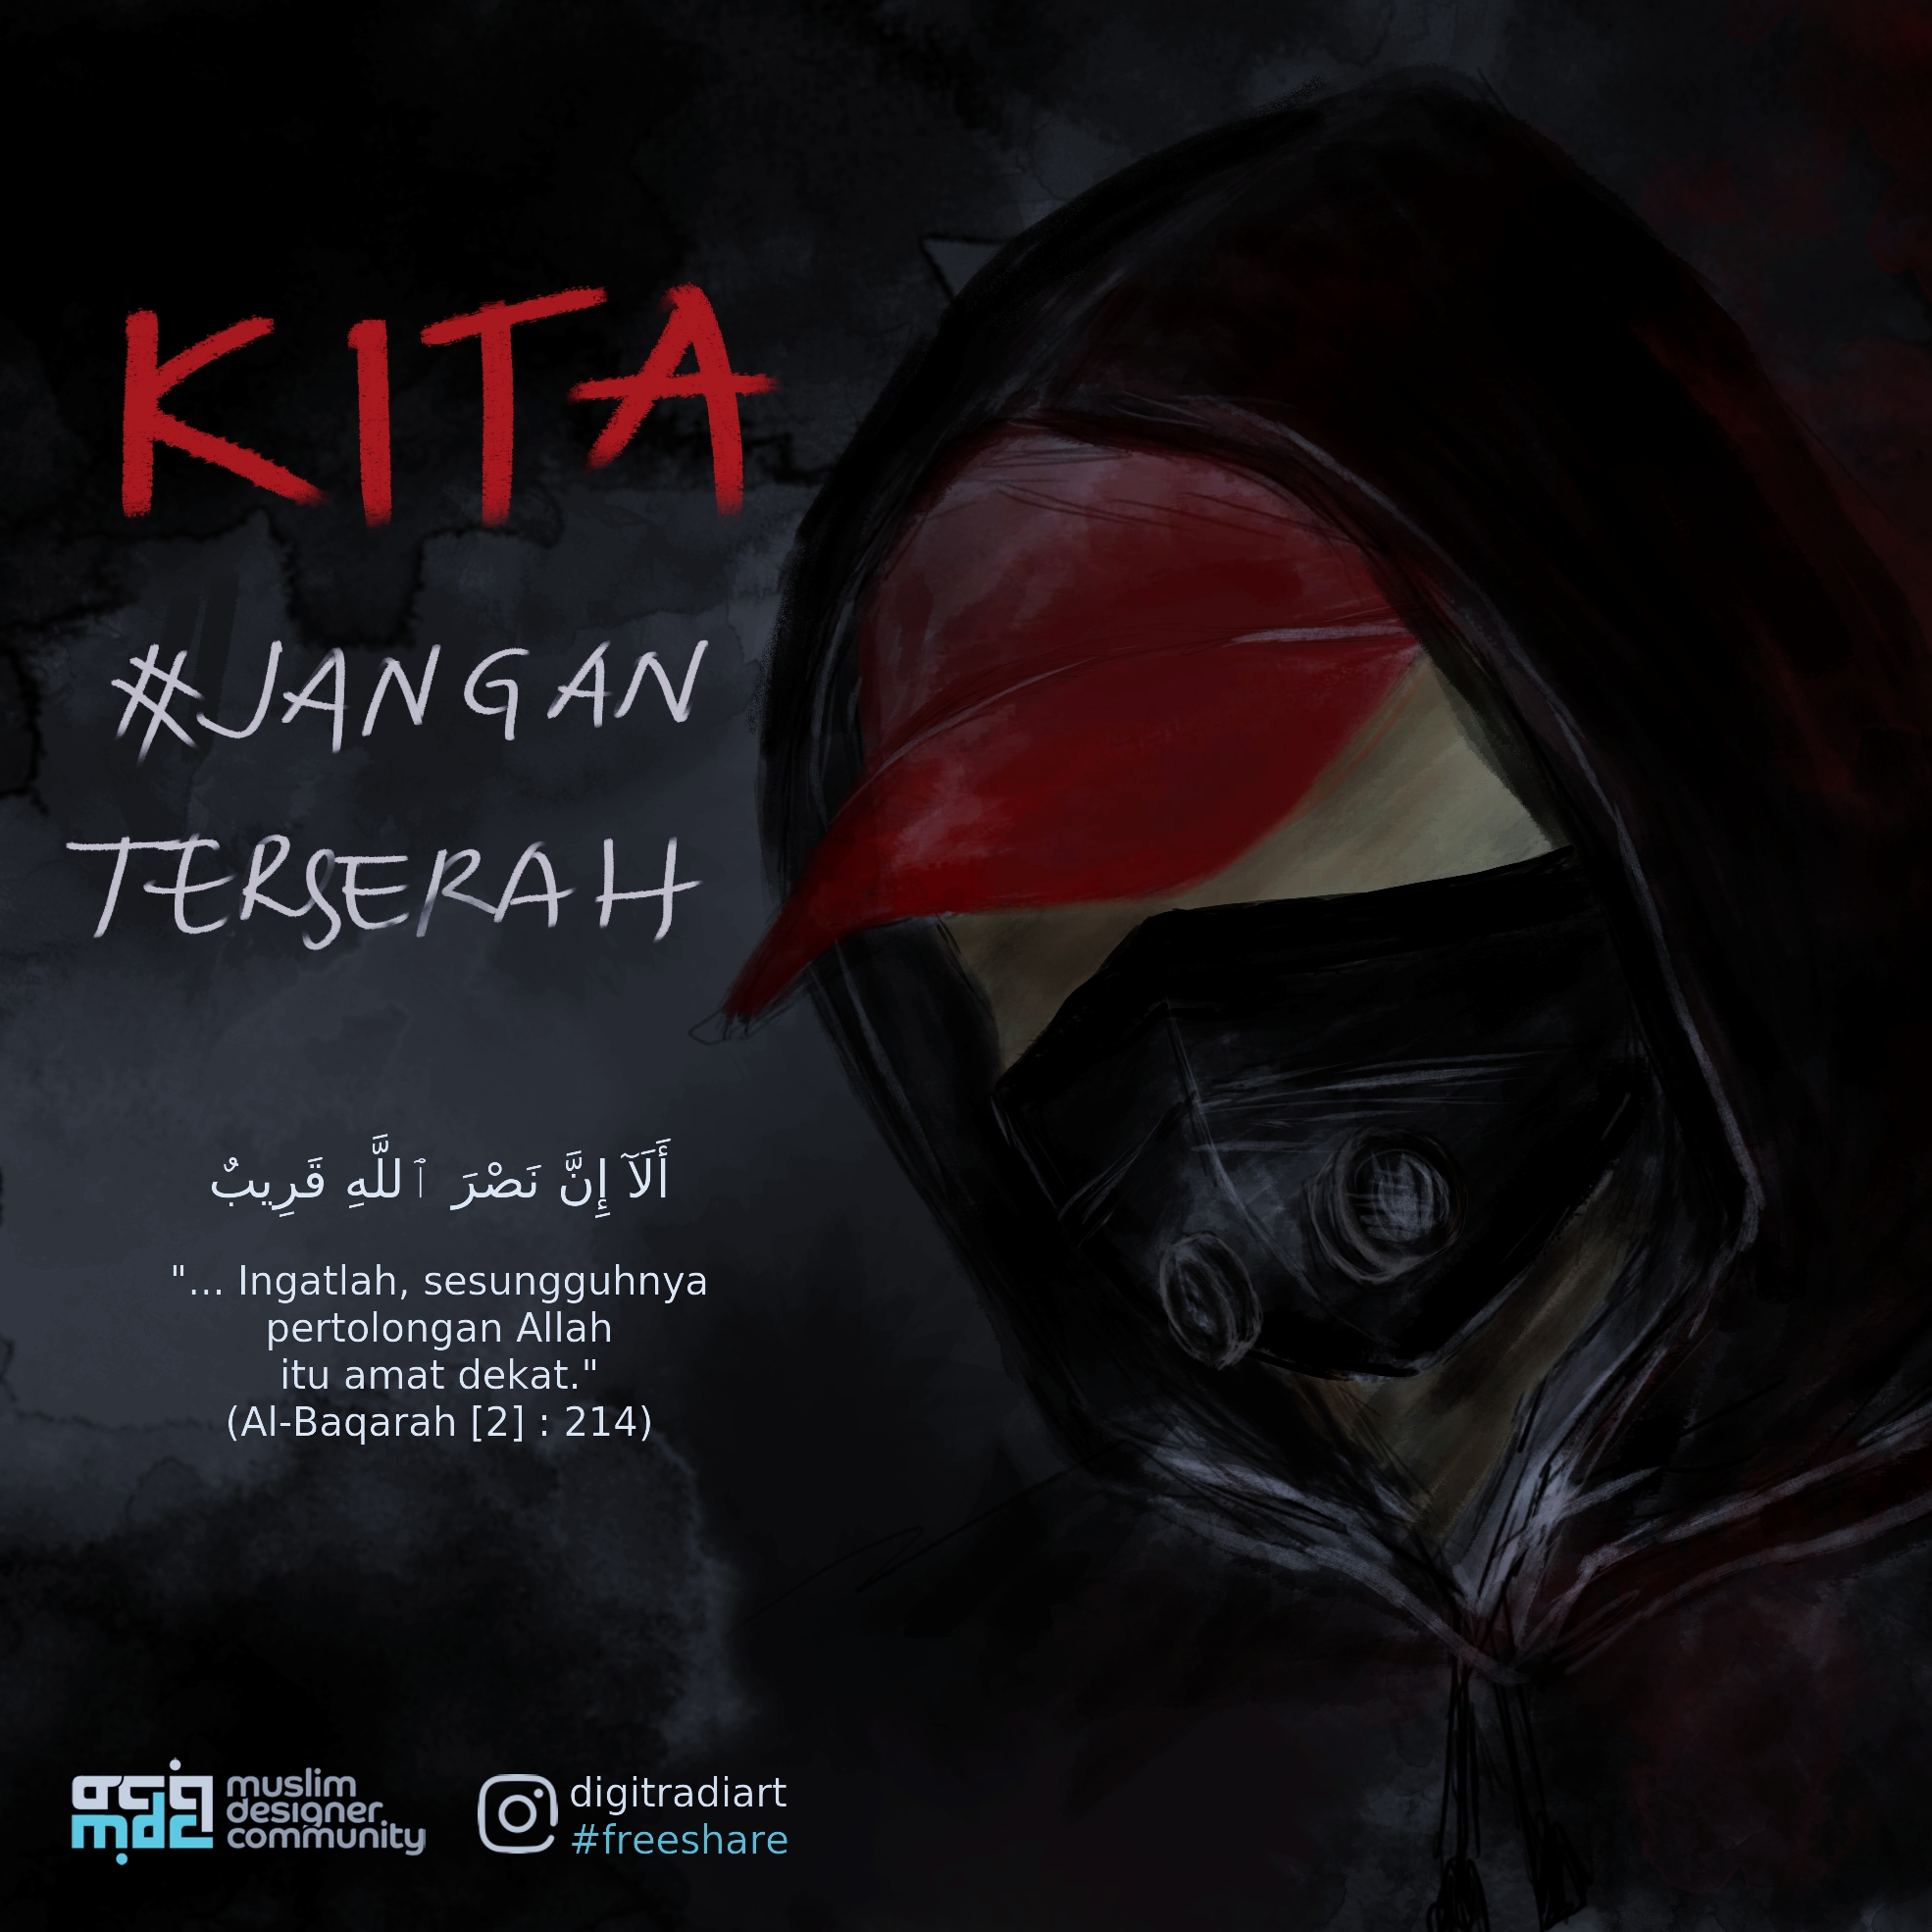 KITA
#JANGAN
TERSERAH
أَلَآ إِنَّ نَصْرَ ٱللَّهِ قَرِيبٌ
"... Ingatlah, sesungguhnya
pertolongan Allah
itu amat dekat."
(Al-Baqarah [2] : 214)
mdc
muslim
designer
community
digitradiart
#freeshare